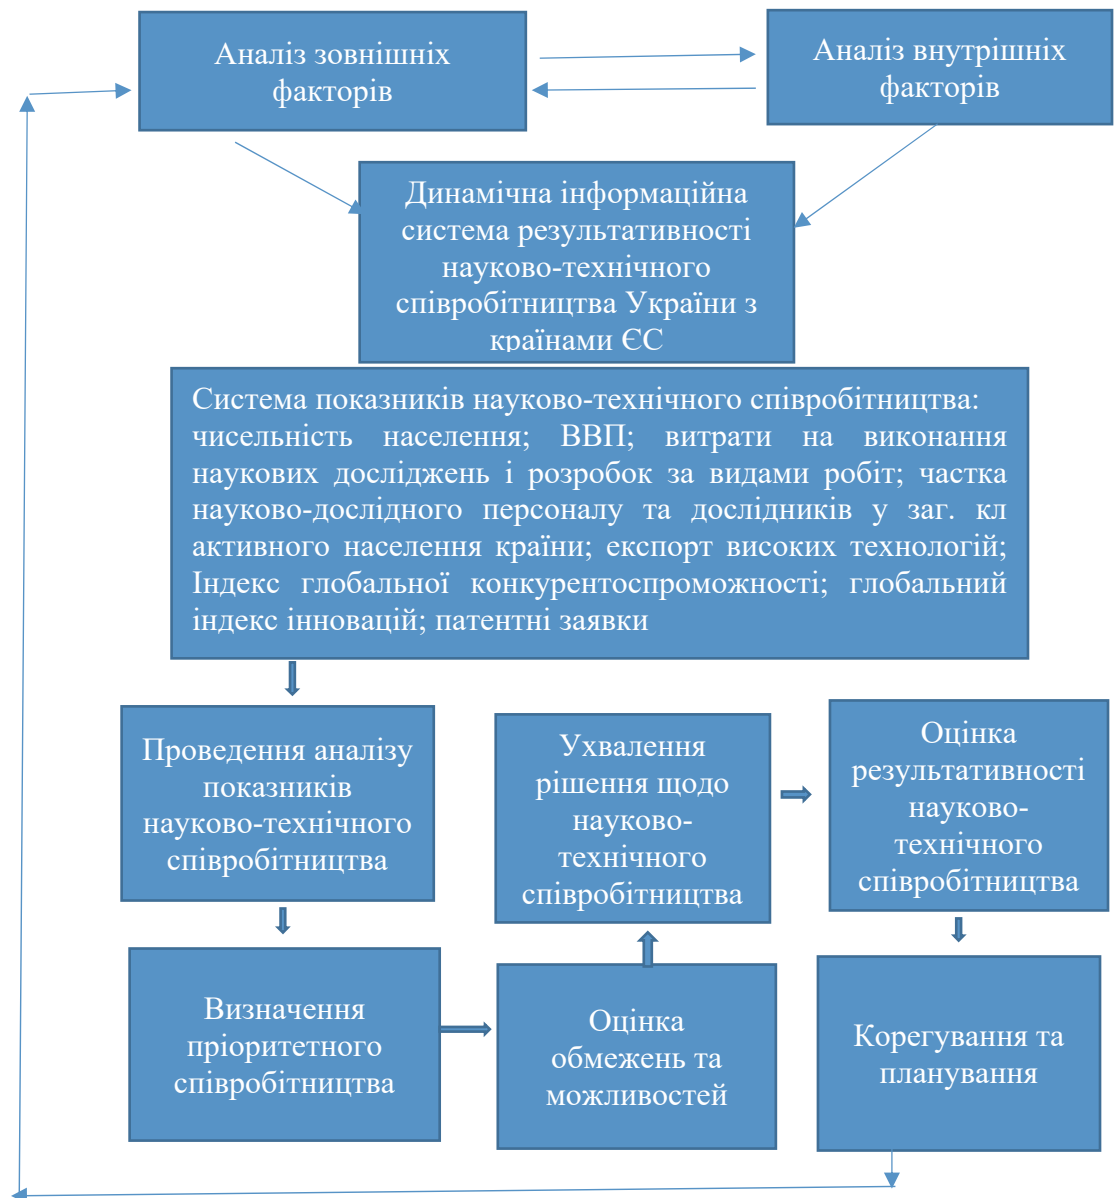 Аналіз зовнішніх
факторів
Аналіз внутрішніх
факторів
Динамічна інформаційна
система результативності
науково-технічного
співробітництва України з
країнами ЄС
Система показників науково-технічного співробітництва:
чисельність населення; ВВП; витрати на виконання
наукових досліджень і розробок за видами робіт; частка
науково-дослідного персоналу та дослідників у заг. кл
активного населення країни; експорт високих технологій;
Індекс глобальної конкурентоспроможності; глобальний
індекс інновацій; патентні заявки
Проведення аналізу
показників
науково-технічного
співробітництва
Визначення
пріоритетного
співробітництва
Оцінка
обмежень та
можливостей
Ухвалення
рішення щодо
науково-
технічного
співробітництва
Оцінка
результативності
науково-
технічного
співробітництва
Корегування та
планування